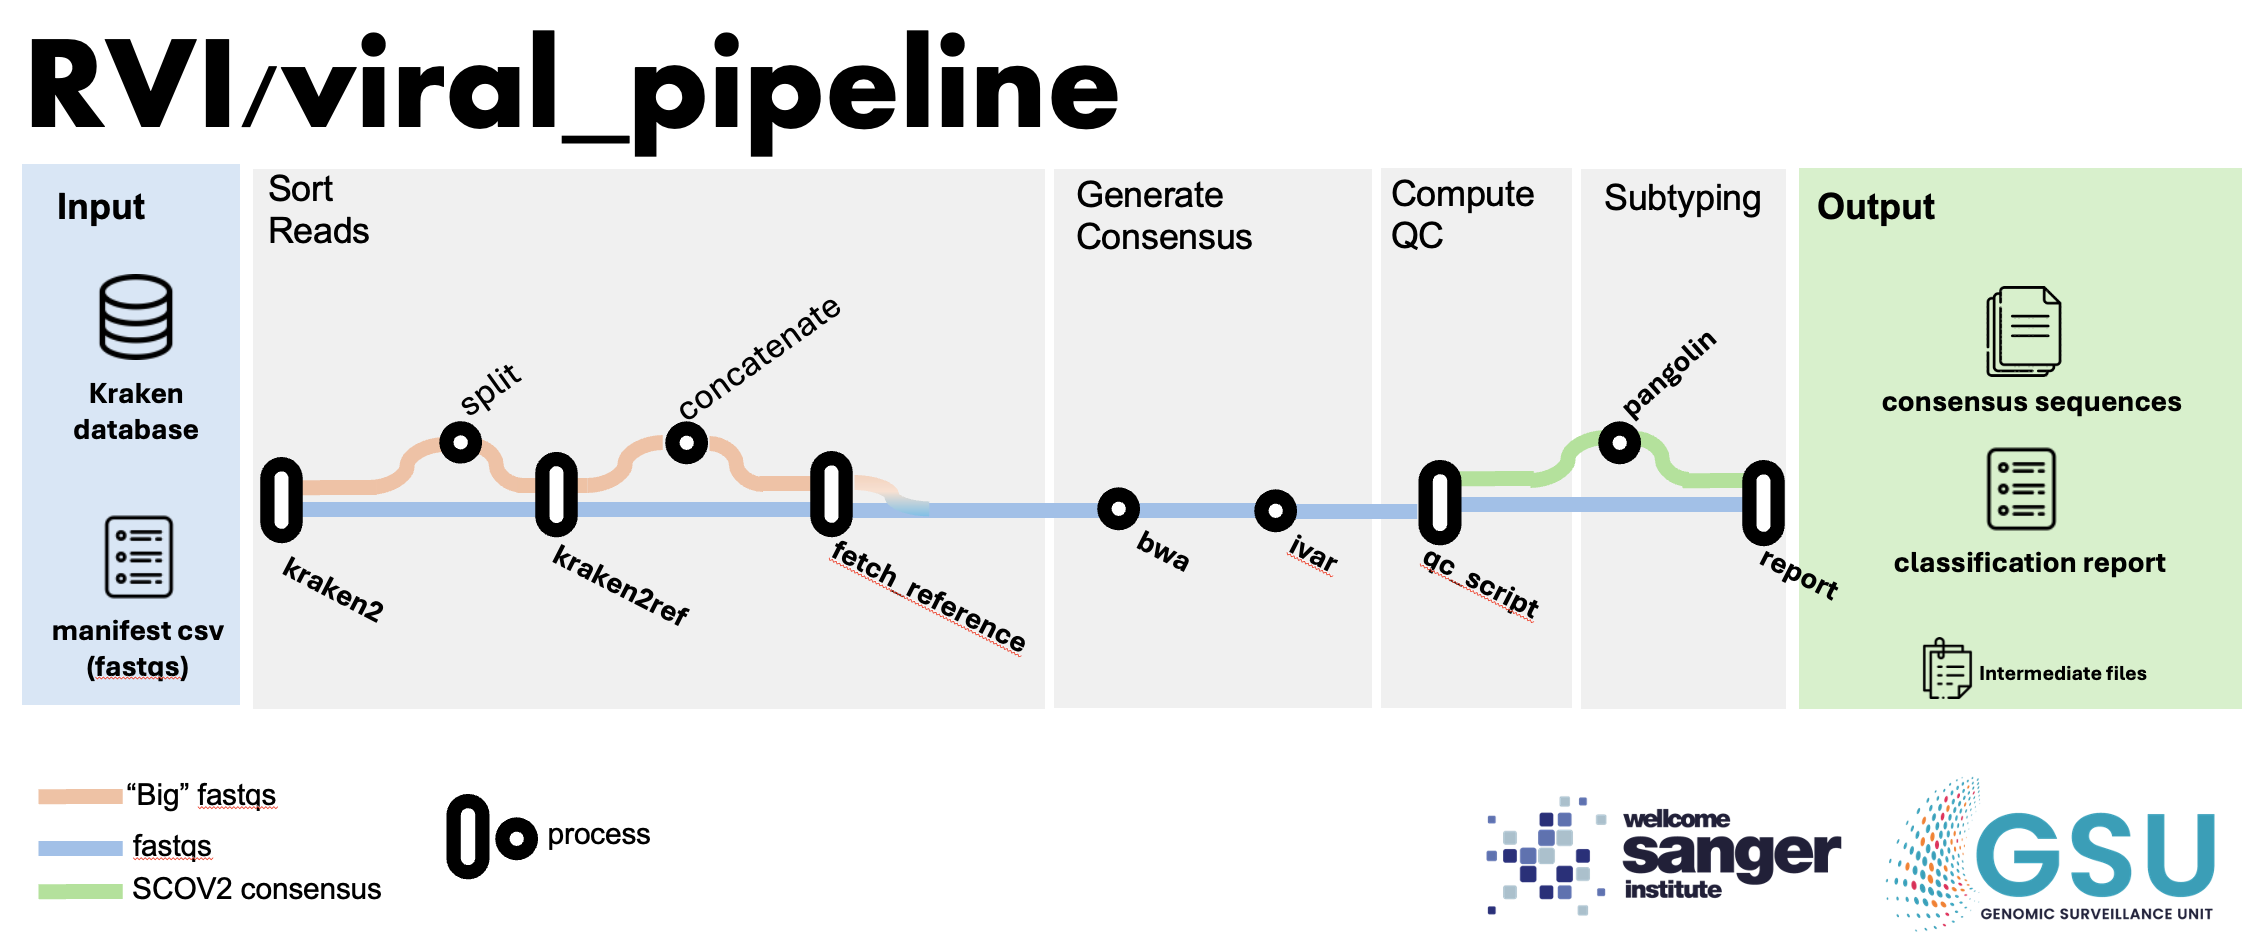 RVI/viral_pipeline
Input
Kraken
database
manifest csv
(fastqs)
Sort
Reads
split
concatenate
kraken2
kraken2ref
fetch_reference
Generate
Consensus
bwa
ivar
Compute
QC
qc_script
Subtyping
pangolin
report
Output
consensus sequences
classification report
Intermediate files
“Big” fastqs
fastqs
SCOV2 consensus
process
wellcome
sanger
institute
GSU
GENOMIC SURVEILLANCE UNIT